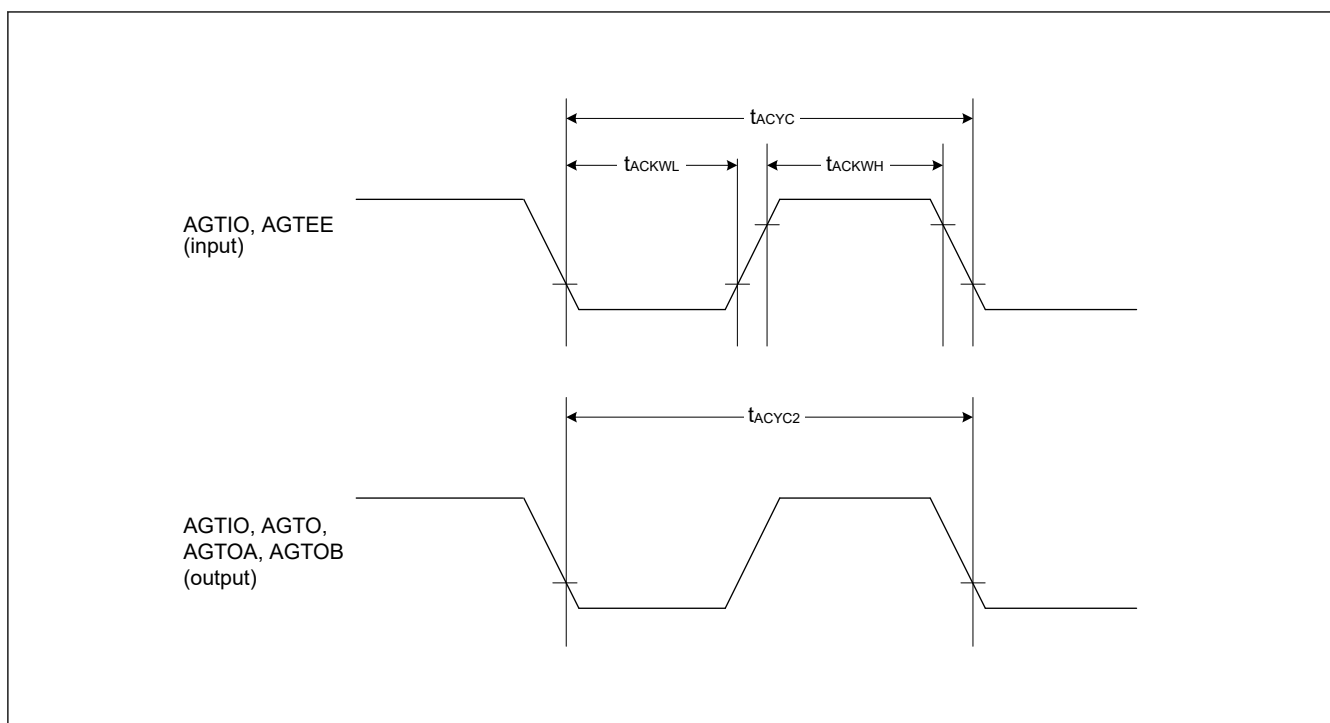 tACYC
tACKWL
tACKWH
AGTIO, AGTEE
(input)
tACYC2
AGTIO, AGTO,
AGTOA, AGTOB
(output)